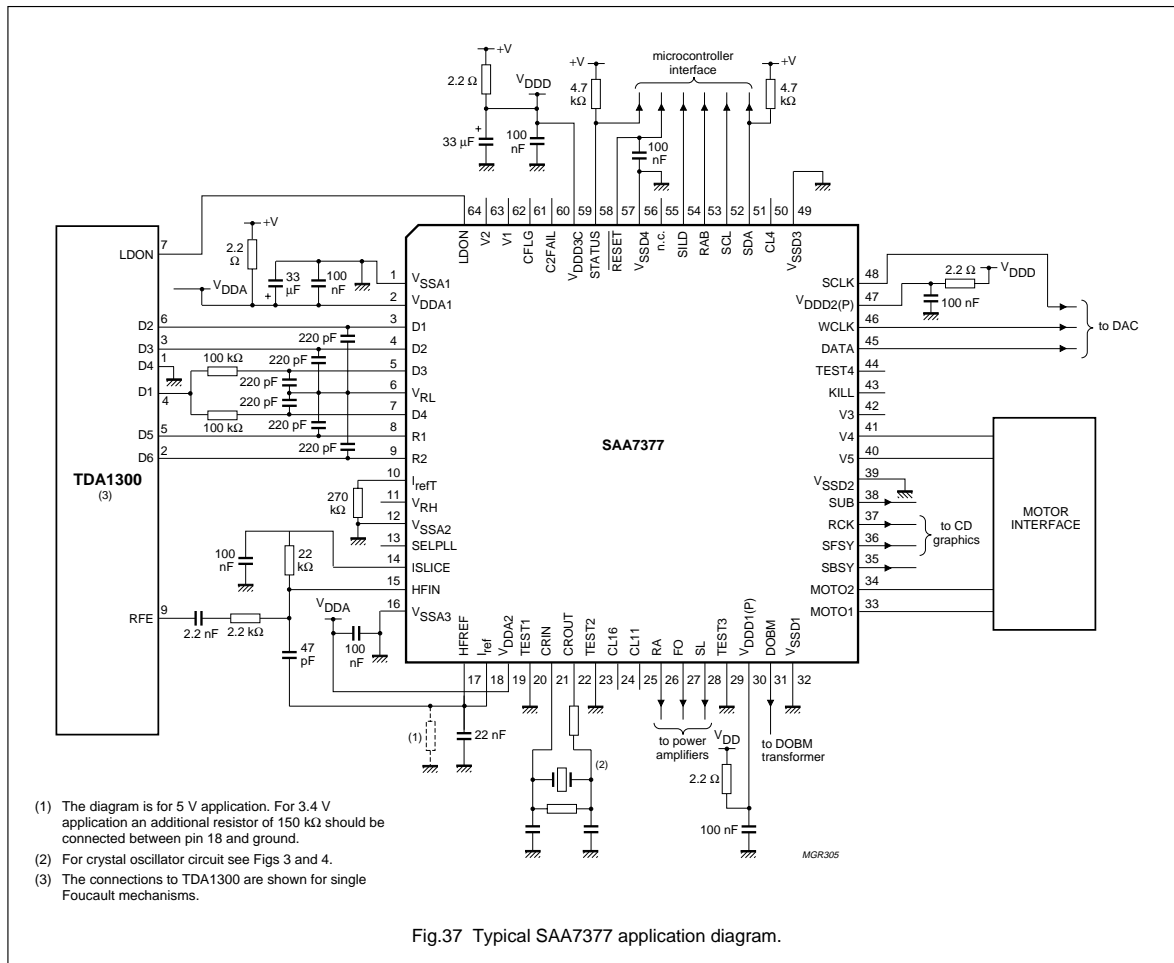 +V
2.2 Ω
VDDD
+V
4.7 kΩ
microcontroller interface
+V
4.7 kΩ
33 µF
+
100 nF
100 nF
64 63 62 61 60 59 58 57 56 55 54 53 52 51 50 49
LDON V2 V1 CFLG C2FAIL VDDD3C STATUS RESET VSSD4 n.c. SILD RAB SCL SDA CL4 VSSD3
LDON 7
+V
2.2 Ω
VDDA
33 µF
+
100 nF
1 VSSA1
2 VDDA1
D2 6
3 D1
D3 3
220 pF
4 D2
D4 1
100 kΩ
220 pF
5 D3
D1 4
220 pF
6 VRL
220 pF
7 D4
D5 5
100 kΩ
220 pF
8 R1
D6 2
220 pF
9 R2
TDA1300
(3)
10 IrefT
270 kΩ
11 VRH
12 VSSA2
13 SELPLL
100 nF
22 kΩ
14 ISLICE
15 HFIN
RFE 9
2.2 nF
2.2 kΩ
VDDA
16 VSSA3
47 pF
100 nF
SAA7377
SCLK 48
2.2 Ω
VDDD
VDDD2(P) 47
100 nF
WCLK 46
to DAC
DATA 45
TEST4 44
KILL 43
V3 42
V4 41
V5 40
VSSD2 39
SUB 38
RCK 37
to CD graphics
SFSY 36
SBSY 35
MOTO2 34
MOTO1 33
MOTOR INTERFACE
HFREF Iref VDDA2 TEST1 CRIN CROUT TEST2 CL16 CL11 RA FO SL TEST3 VDDD1(P) DOBM VSSD1
17 18 19 20 21 22 23 24 25 26 27 28 29 30 31 32
(1)
22 nF
(2)
to power amplifiers
VDD
2.2 Ω
100 nF
to DOBM transformer
MGR305
(1) The diagram is for 5 V application. For 3.4 V
application an additional resistor of 150 kΩ should be
connected between pin 18 and ground.
(2) For crystal oscillator circuit see Figs 3 and 4.
(3) The connections to TDA1300 are shown for single
Foucault mechanisms.
Fig.37 Typical SAA7377 application diagram.